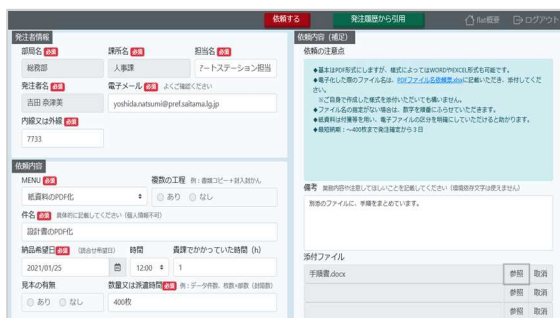 依頼する
発注履歴から引用
flat概要
ログアウト
発注者情報
部局名 必須
課所名 必須
担当名 必須
総務部
人事課
?ートステーション担当
発注者名 必須
電子メール 必須 よくご確認ください
吉田 奈津美
yoshida.natsumi@pref.saitama.lg.jp
内線又は外線 必須
7733
依頼内容
MENU 必須
複数の工程 例:書類コピー+封入封かん
紙資料のPDF化
あり なし
件名 必須 具体的に記載してください(個人情報不可)
設計書のPDF化
納品希望日 必須 (読合せ希望日)
時間
貴課でかかっていた時間(h)
2021/01/25
12:00
1
見本の有無
数量又は派遣時間 必須 例:データ件数、枚数×部数(封筒数)
あり なし
400枚
依頼内容(補足)
依頼の注意点
◆基本はPDF形式にしますが、様式によってはWORDやEXCEL形式も可能です。
◆電子化した際のファイル名は、PDFファイル名依頼票.xlsxに記載いただき、添付してください。
※ご自身で作成した様式を添付いただいても構いません。
◆ファイル名の指定がない場合は、数字を順番にふらせていただきます。
◆紙資料は付箋等を用い、電子ファイルの区分を明確にしていただけると助かります。
◆最短納期:~400枚まで発注確定から3日
備考 業務内容や注意してほしいことを記載してください(環境依存文字は使えません)
別添のファイルに、手順をまとめています。
添付ファイル
手順書.docx
参照 取消
参照 取消
参照 取消